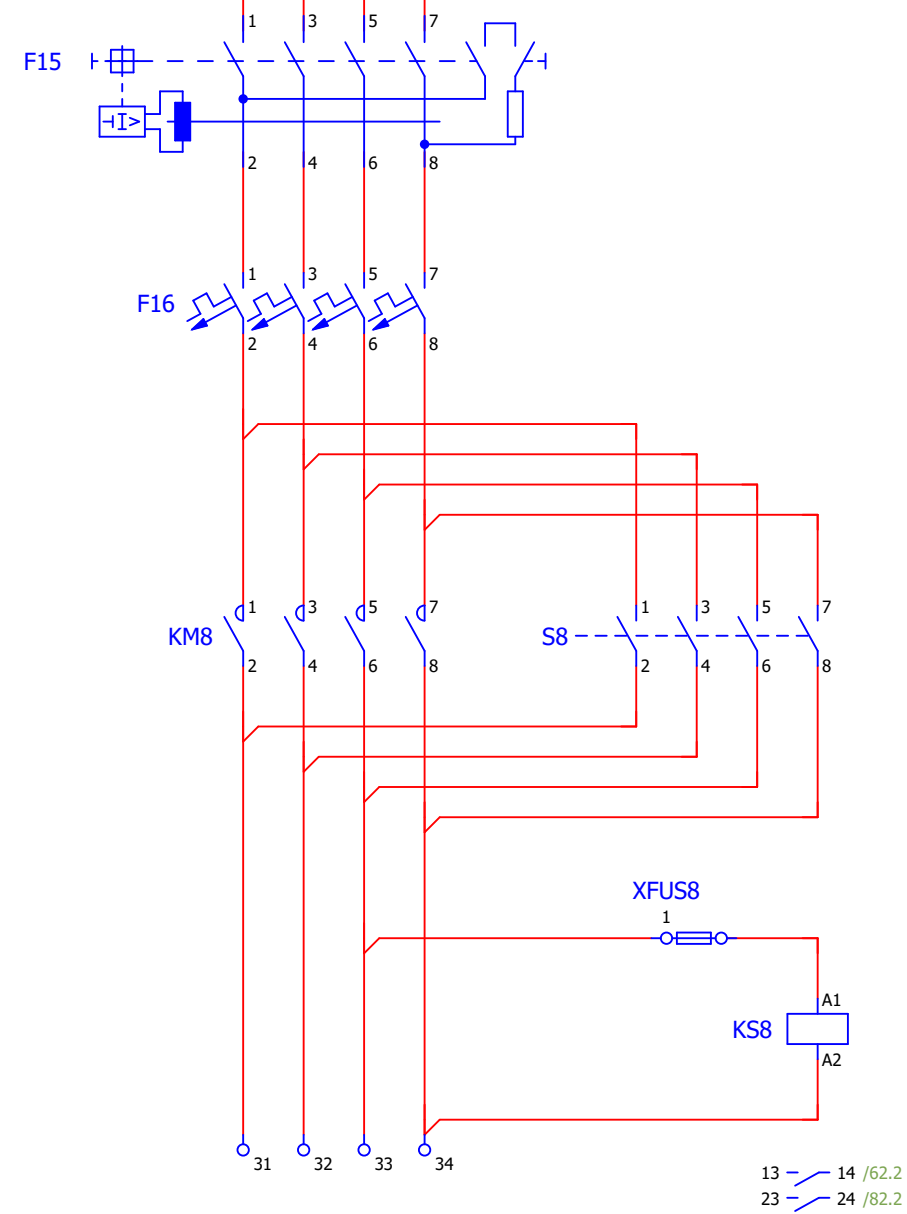 1 3 5 7
F15
I>
2 4 6 8
1 3 5 7
F16
2 4 6 8
1 3 5 7 1 3 5 7
KM8 S8
2 4 6 8 2 4 6 8
XFUS8
1
A1
KS8
A2
31 32 33 34
13 14 /62.2
23 24 /82.2